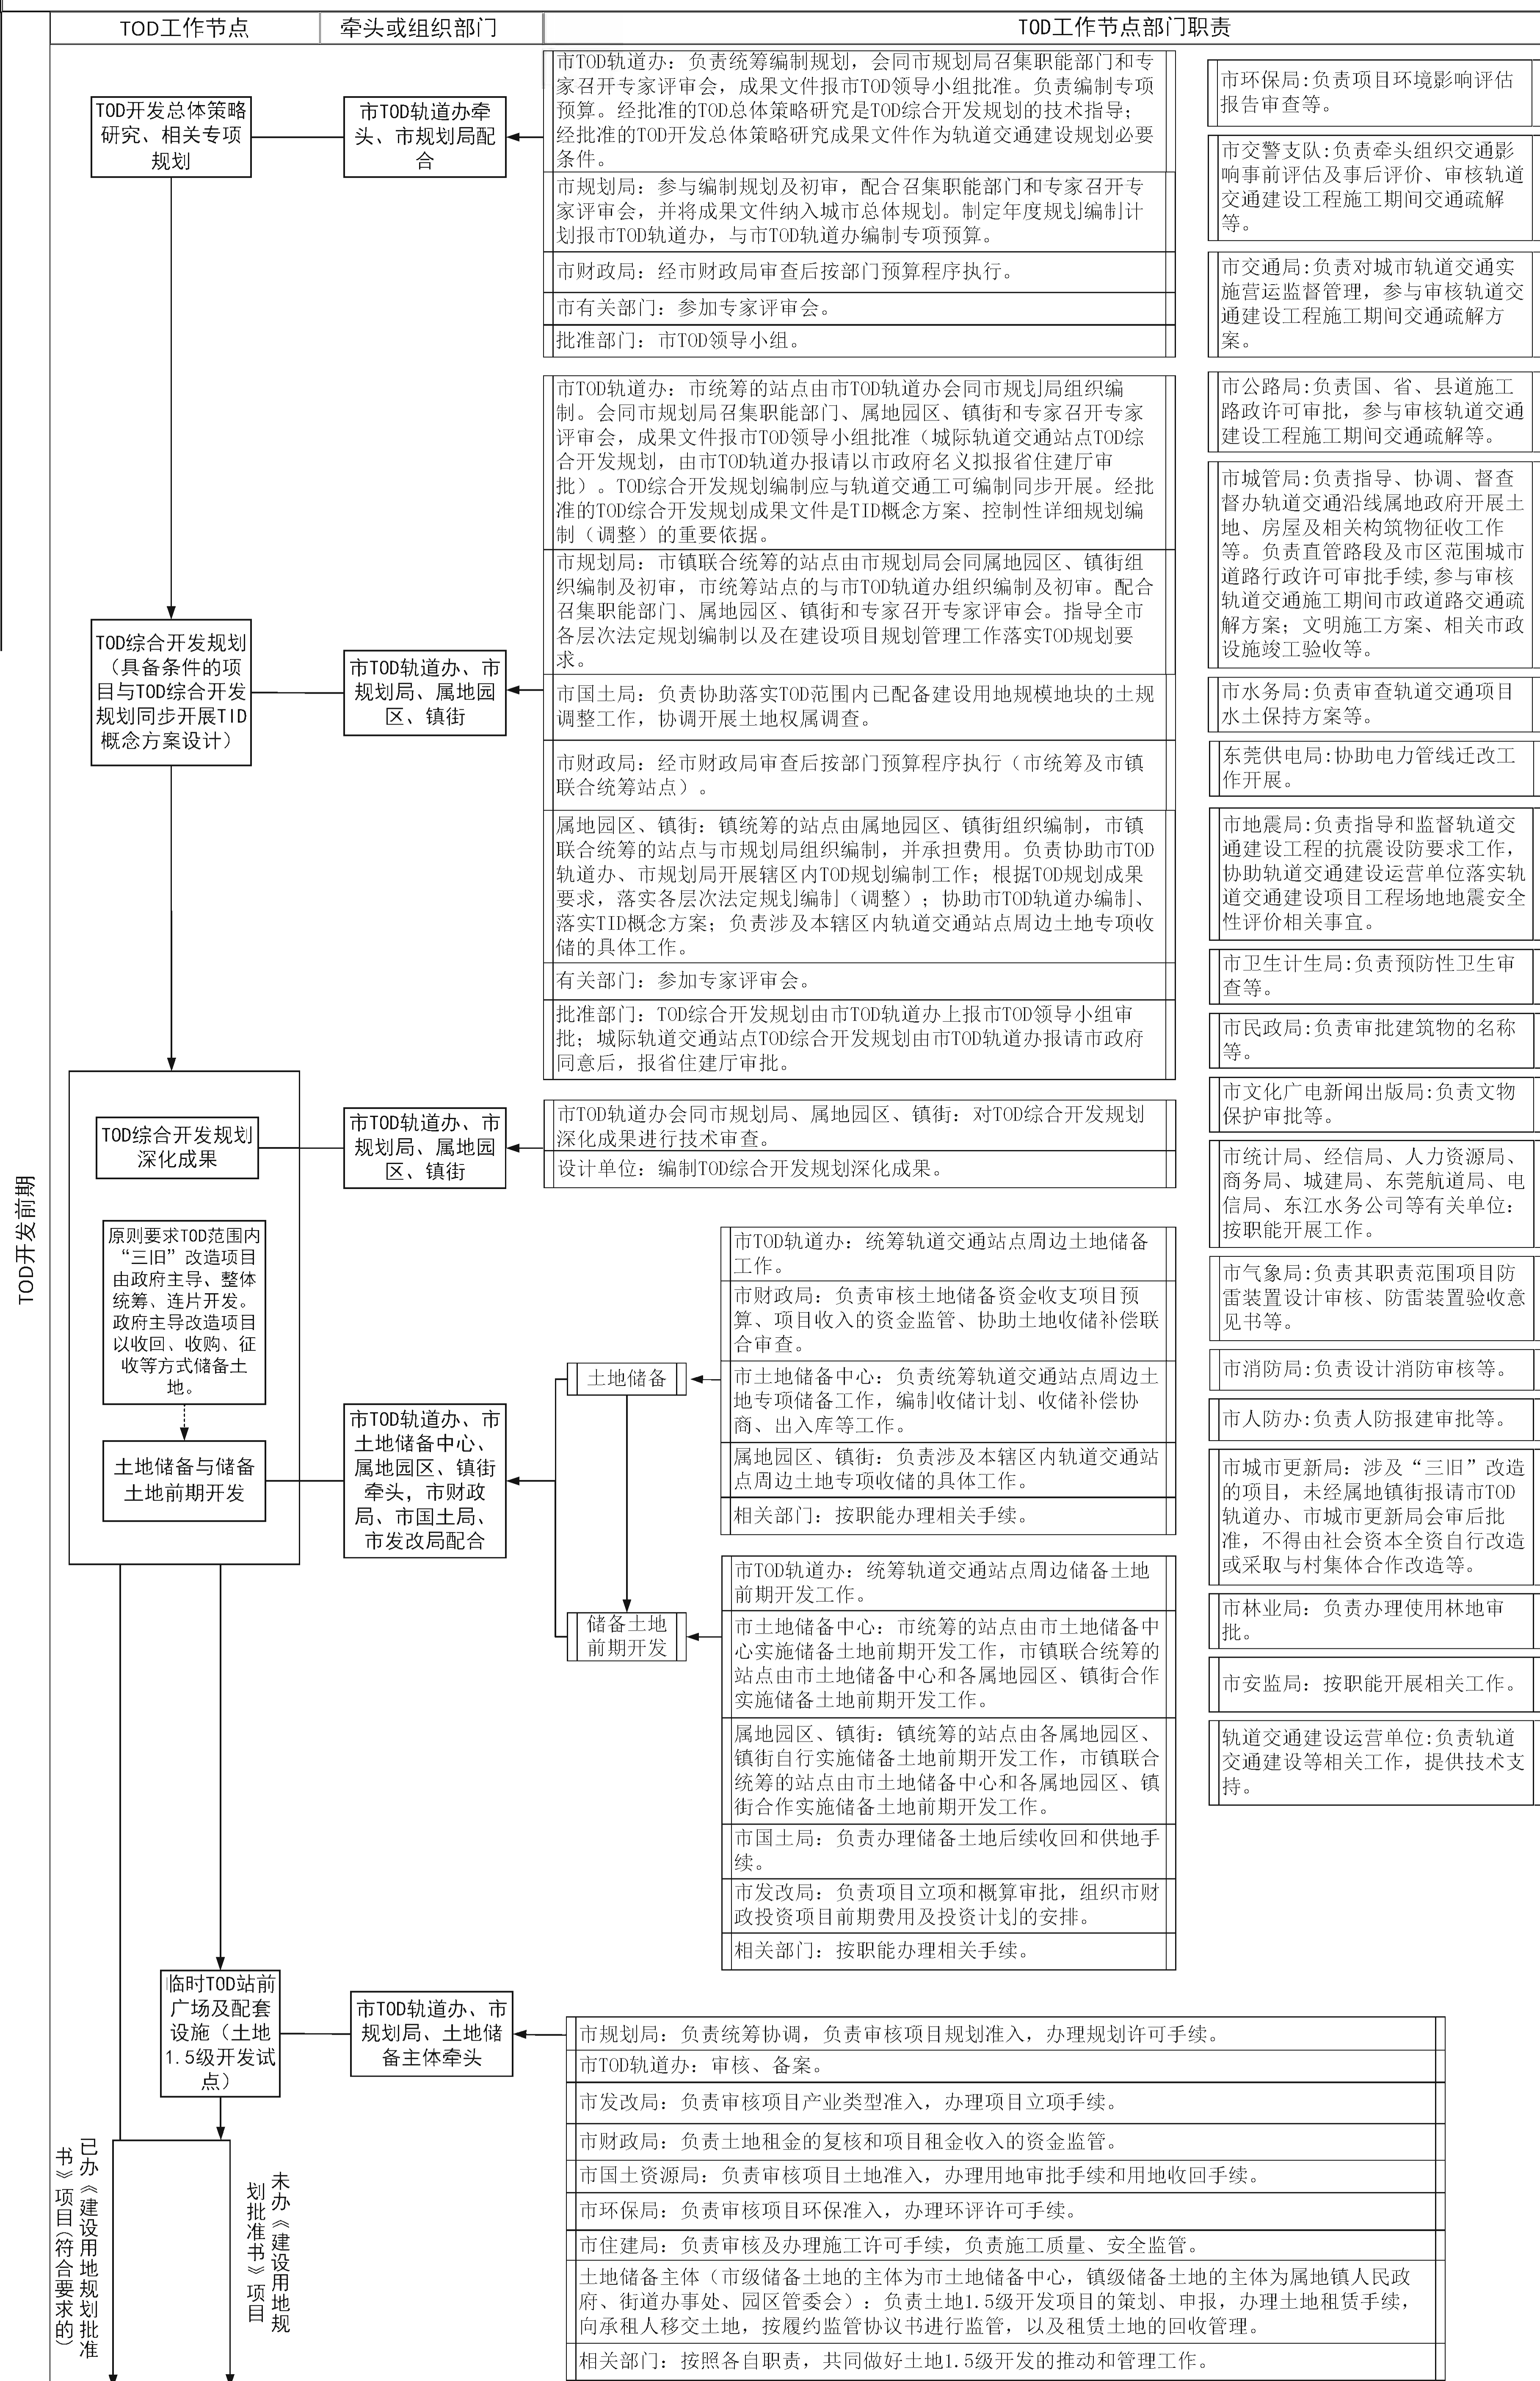 TOD工作节点
牵头或组织部门
TOD工作节点部门职责
TOD开发前期
TOD开发总体策略
研究、相关专项
规划
市TOD轨道办牵
头、市规划局配
合
市TOD轨道办：负责统筹编制规划，会同市规划局召集职能部门和专
家召开专家评审会，成果文件报市TOD领导小组批准。负责编制专项
预算。经批准的TOD总体策略研究是TOD综合开发规划的技术指导；
经批准的TOD开发总体策略研究成果文件作为轨道交通建设规划必要
条件。
市规划局：参与编制规划及初审，配合召集职能部门和专家召开专
家评审会，并将成果文件纳入城市总体规划。制定年度规划编制计
划报市TOD轨道办，与市TOD轨道办编制专项预算。
市财政局：经市财政局审查后按部门预算程序执行。
市有关部门：参加专家评审会。
批准部门：市TOD领导小组。
TOD综合开发规划
（具备条件的项
目与TOD综合开发
规划同步开展TID
概念方案设计）
市TOD轨道办、市
规划局、属地园
区、镇街
市TOD轨道办：市统筹的站点由市TOD轨道办会同市规划局组织编
制。会同市规划局召集职能部门、属地园区、镇街和专家召开专家
评审会，成果文件报市TOD领导小组批准（城际轨道交通站点TOD综
合开发规划，由市TOD轨道办报请以市政府名义拟报省住建厅审
批）。TOD综合开发规划编制应与轨道交通工可编制同步开展。经批
准的TOD综合开发规划成果文件是TID概念方案、控制性详细规划编
制（调整）的重要依据。
市规划局：市镇联合统筹的站点由市规划局会同属地园区、镇街组
织编制及初审，市统筹站点的与市TOD轨道办组织编制及初审。配合
召集职能部门、属地园区、镇街和专家召开专家评审会。指导全市
各层次法定规划编制以及在建设项目规划管理工作落实TOD规划要
求。
市国土局：负责协助落实TOD范围内已配备建设用地规模地块的土规
调整工作，协调开展土地权属调查。
市财政局：经市财政局审查后按部门预算程序执行（市统筹及市镇
联合统筹站点）。
属地园区、镇街：镇统筹的站点由属地园区、镇街组织编制，市镇
联合统筹的站点与市规划局组织编制，并承担费用。负责协助市TOD
轨道办、市规划局开展辖区内TOD规划编制工作；根据TOD规划成果
要求，落实各层次法定规划编制（调整）；协助市TOD轨道办编制、
落实TID概念方案；负责涉及本辖区内轨道交通站点周边土地专项收
储的具体工作。
有关部门：参加专家评审会。
批准部门：TOD综合开发规划由市TOD轨道办上报市TOD领导小组审
批；城际轨道交通站点TOD综合开发规划由市TOD轨道办报请市政府
同意后，报省住建厅审批。
TOD综合开发规划
深化成果
市TOD轨道办、市
规划局、属地园
区、镇街
市TOD轨道办会同市规划局、属地园区、镇街：对TOD综合开发规划
深化成果进行技术审查。
设计单位：编制TOD综合开发规划深化成果。
原则要求TOD范围内
“三旧”改造项目
由政府主导、整体
统筹、连片开发。
政府主导改造项目
以收回、收购、征
收等方式储备土
地。
土地储备与储备
土地前期开发
市TOD轨道办、市
土地储备中心、
属地园区、镇街
牵头，市财政
局、市国土局、
市发改局配合
土地储备
市TOD轨道办：统筹轨道交通站点周边土地储备
工作。
市财政局：负责审核土地储备资金收支项目预
算、项目收入的资金监管、协助土地收储补偿联
合审查。
市土地储备中心：负责统筹轨道交通站点周边土
地专项储备工作，编制收储计划、收储补偿协
商、出入库等工作。
属地园区、镇街：负责涉及本辖区内轨道交通站
点周边土地专项收储的具体工作。
相关部门：按职能办理相关手续。
储备土地
前期开发
市TOD轨道办：统筹轨道交通站点周边储备土地
前期开发工作。
市土地储备中心：市统筹的站点由市土地储备中
心实施储备土地前期开发工作，市镇联合统筹的
站点由市土地储备中心和各属地园区、镇街合作
实施储备土地前期开发工作。
属地园区、镇街：镇统筹的站点由各属地园区、
镇街自行实施储备土地前期开发工作，市镇联合
统筹的站点由市土地储备中心和各属地园区、镇
街合作实施储备土地前期开发工作。
市国土局：负责办理储备土地后续收回和供地手
续。
市发改局：负责项目立项和概算审批，组织市财
政投资项目前期费用及投资计划的安排。
相关部门：按职能办理相关手续。
临时TOD站前
广场及配套
设施（土地
1.5级开发试
点）
市TOD轨道办、市
规划局、土地储
备主体牵头
市规划局：负责统筹协调，负责审核项目规划准入，办理规划许可手续。
市TOD轨道办：审核、备案。
市发改局：负责审核项目产业类型准入，办理项目立项手续。
市财政局：负责土地租金的复核和项目租金收入的资金监管。
市国土资源局：负责审核项目土地准入，办理用地审批手续和用地收回手续。
市环保局：负责审核项目环保准入，办理环评许可手续。
市住建局：负责审核及办理施工许可手续，负责施工质量、安全监管。
土地储备主体（市级储备土地的主体为市土地储备中心，镇级储备土地的主体为属地镇人民政
府、街道办事处、园区管委会）：负责土地1.5级开发项目的策划、申报，办理土地租赁手续，
向承租人移交土地，按履约监管协议书进行监管，以及租赁土地的回收管理。
相关部门：按照各自职责，共同做好土地1.5级开发的推动和管理工作。
已办《建设用地规划批准
书》项目（符合要求的）
未办《建设用地规
划批准书》项目
市环保局:负责项目环境影响评估
报告审查等。
市交警支队:负责牵头组织交通影
响事前评估及事后评价、审核轨道
交通建设工程施工期间交通疏解
等。
市交通局:负责对城市轨道交通实
施营运监督管理，参与审核轨道交
通建设工程施工期间交通疏解方
案。
市公路局:负责国、省、县道施工
路政许可审批，参与审核轨道交通
建设工程施工期间交通疏解等。
市城管局:负责指导、协调、督查
督办轨道交通沿线属地政府开展土
地、房屋及相关构筑物征收工作
等。负责直管路段及市区范围城市
道路行政许可审批手续,参与审核
轨道交通施工期间市政道路交通疏
解方案；文明施工方案、相关市政
设施竣工验收等。
市水务局:负责审查轨道交通项目
水土保持方案等。
东莞供电局:协助电力管线迁改工
作开展。
市地震局:负责指导和监督轨道交
通建设工程的抗震设防要求工作，
协助轨道交通建设运营单位落实轨
道交通建设项目工程场地地震安全
性评价相关事宜。
市卫生计生局:负责预防性卫生审
查等。
市民政局:负责审批建筑物的名称
等。
市文化广电新闻出版局:负责文物
保护审批等。
市统计局、经信局、人力资源局、
商务局、城建局、东莞航道局、电
信局、东江水务公司等有关单位:
按职能开展工作。
市气象局:负责其职责范围项目防
雷装置设计审核、防雷装置验收意
见书等。
市消防局:负责设计消防审核等。
市人防办:负责人防报建审批等。
市城市更新局：涉及“三旧”改造
的项目，未经属地镇街报请市TOD
轨道办、市城市更新局会审后批
准，不得由社会资本全资自行改造
或采取与村集体合作改造等。
市林业局：负责办理使用林地审
批。
市安监局：按职能开展相关工作。
轨道交通建设运营单位:负责轨道
交通建设等相关工作，提供技术支
持。